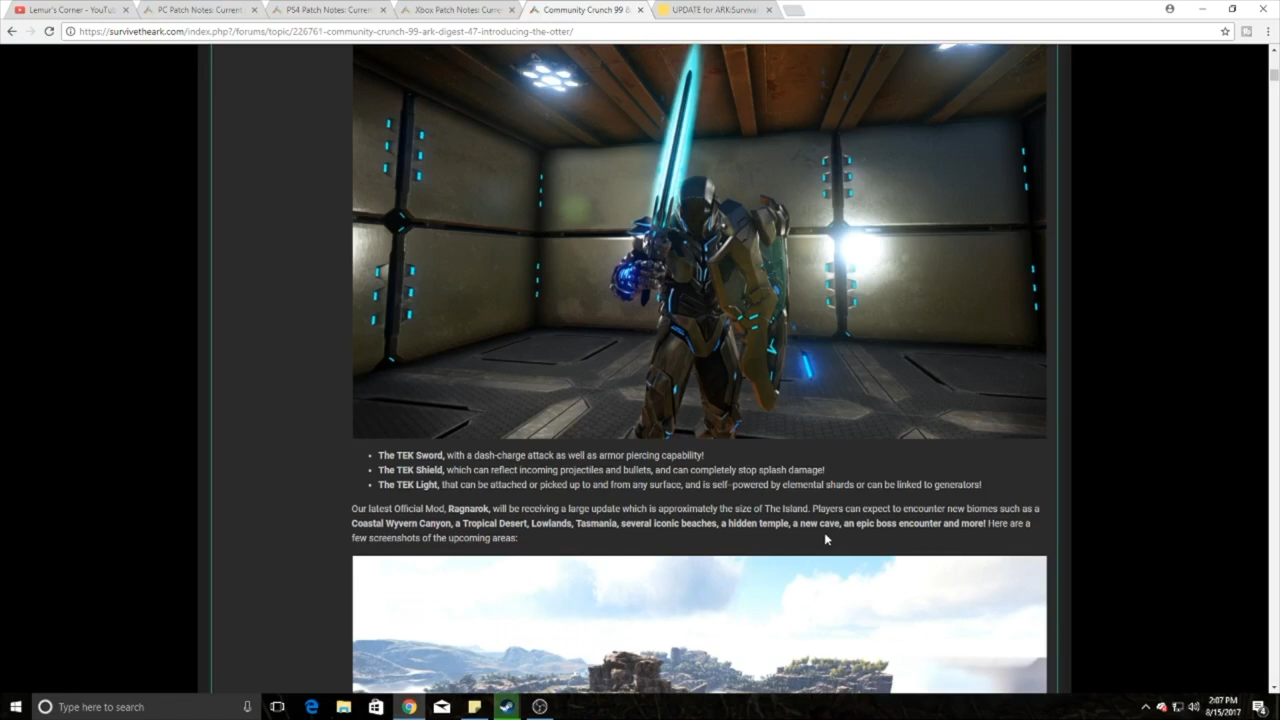 Lemur's Corner - YouTu
PC Patch Notes: Current
PS4 Patch Notes: Curren
Xbox Patch Notes: Curre
Community Crunch 99 &
UPDATE for ARK:Surviva
https://survivetheark.com/index.php?/forums/topic/226761-community-crunch-99-ark-digest-47-introducing-the-otter/
The TEK Sword, with a dash-charge attack as well as armor piercing capability!
The TEK Shield, which can reflect incoming projectiles and bullets, and can completely stop splash damage!
The TEK Light, that can be attached or picked up to and from any surface, and is self-powered by elemental shards or can be linked to generators!
Our latest Official Mod, Ragnarok, will be receiving a large update which is approximately the size of The Island. Players can expect to encounter new biomes such as a
Coastal Wyvern Canyon, a Tropical Desert, Lowlands, Tasmania, several iconic beaches, a hidden temple, a new cave, an epic boss encounter and more! Here are a
few screenshots of the upcoming areas:
Type here to search
2:07 PM
8/15/2017
4